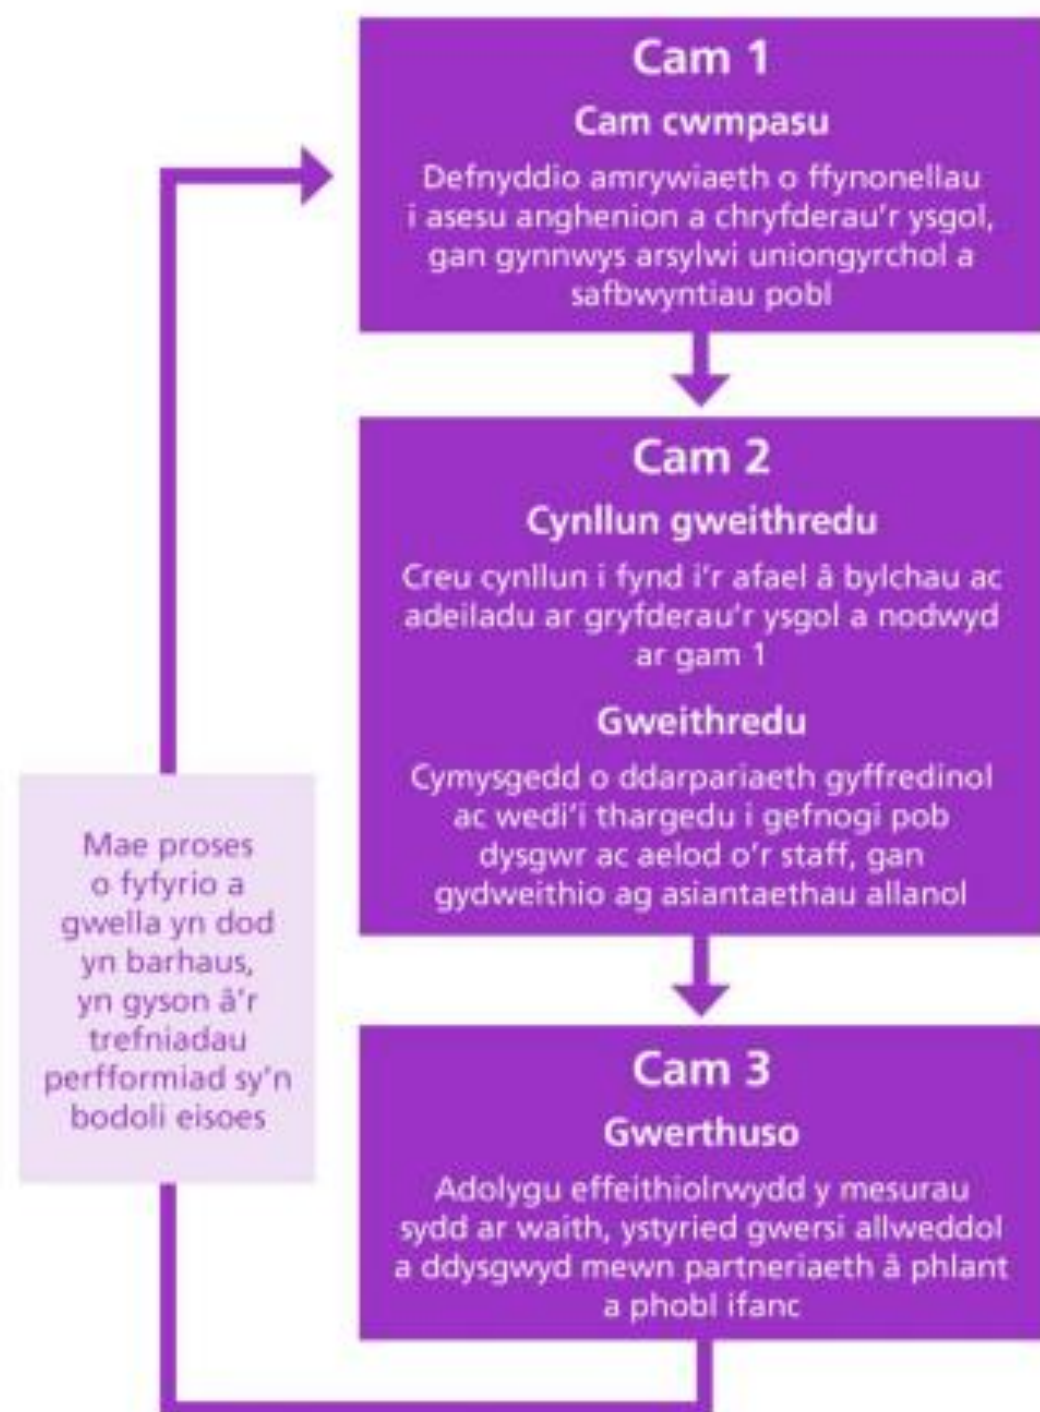 Cam 1
Cam cwmpasu
Defnyddio amrywiaeth o ffynonellau
i asesu anghenion a chryfderau'r ysgol,
gan gynnwys arsylwi uniongyrchol a
safbwyntiau pobl
Cam 2
Cynllun gweithredu
Creu cynllun i fynd i'r afael â bylchau ac
adeiladu ar gryfderau'r ysgol a nodwyd
ar gam 1
Gweithredu
Cymysgedd o ddarpariaeth gyffredinol
ac wedi'i thargedu i gefnogi pob
dysgwr ac aelod o'r staff, gan
gydweithio ag asiantaethau allanol
Cam 3
Gwerthuso
Adolygu effeithiolrwydd y mesurau
sydd ar waith, ystyried gwersi allweddol
a ddysgwyd mewn partneriaeth â phlant
a phobl ifanc
Mae proses
o fyfyrio a
gwella yn dod
yn barhaus,
yn gyson â'r
trefniadau
perfformiad sy'n
bodoli eisoes